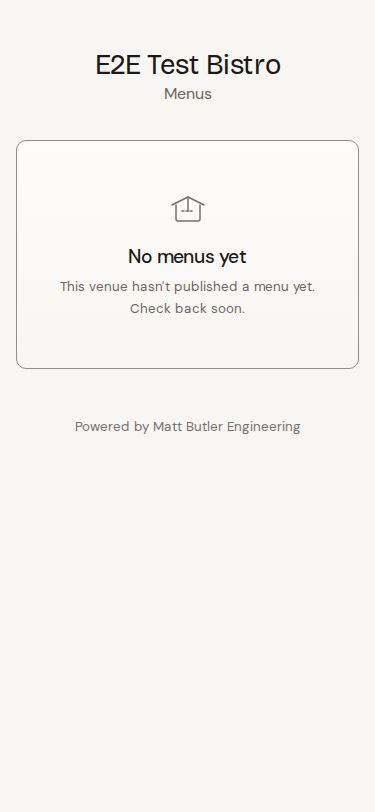 E2E Test Bistro
Menus
No menus yet
This venue hasn't published a menu yet.
Check back soon.
Powered by Matt Butler Engineering